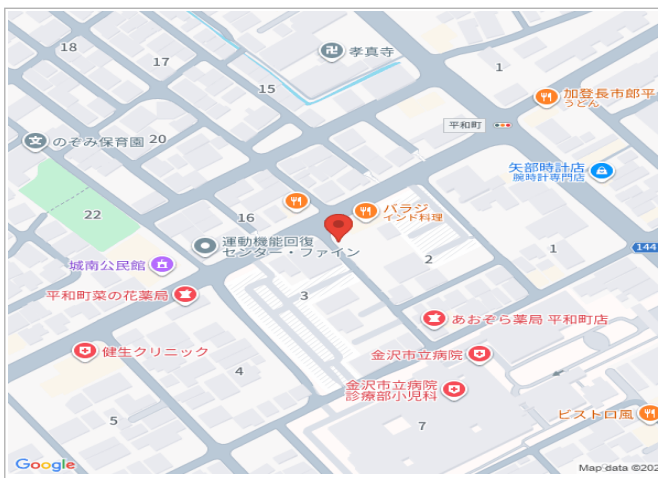 18
17
15
孝真寺
1
加登長市郎平
うどん
平和町
のぞみ保育園
20
矢部時計店
腕時計専門店
22
16
バラジ
インド料理
運動機能回復
センター・ファイン
城南公民館
2
1
144
平和町菜の花薬局
3
あおぞら薬局 平和町店
健生クリニック
金沢市立病院
4
金沢市立病院
診療部小児科
5
7
ビストロ風
Google
Map data ©202